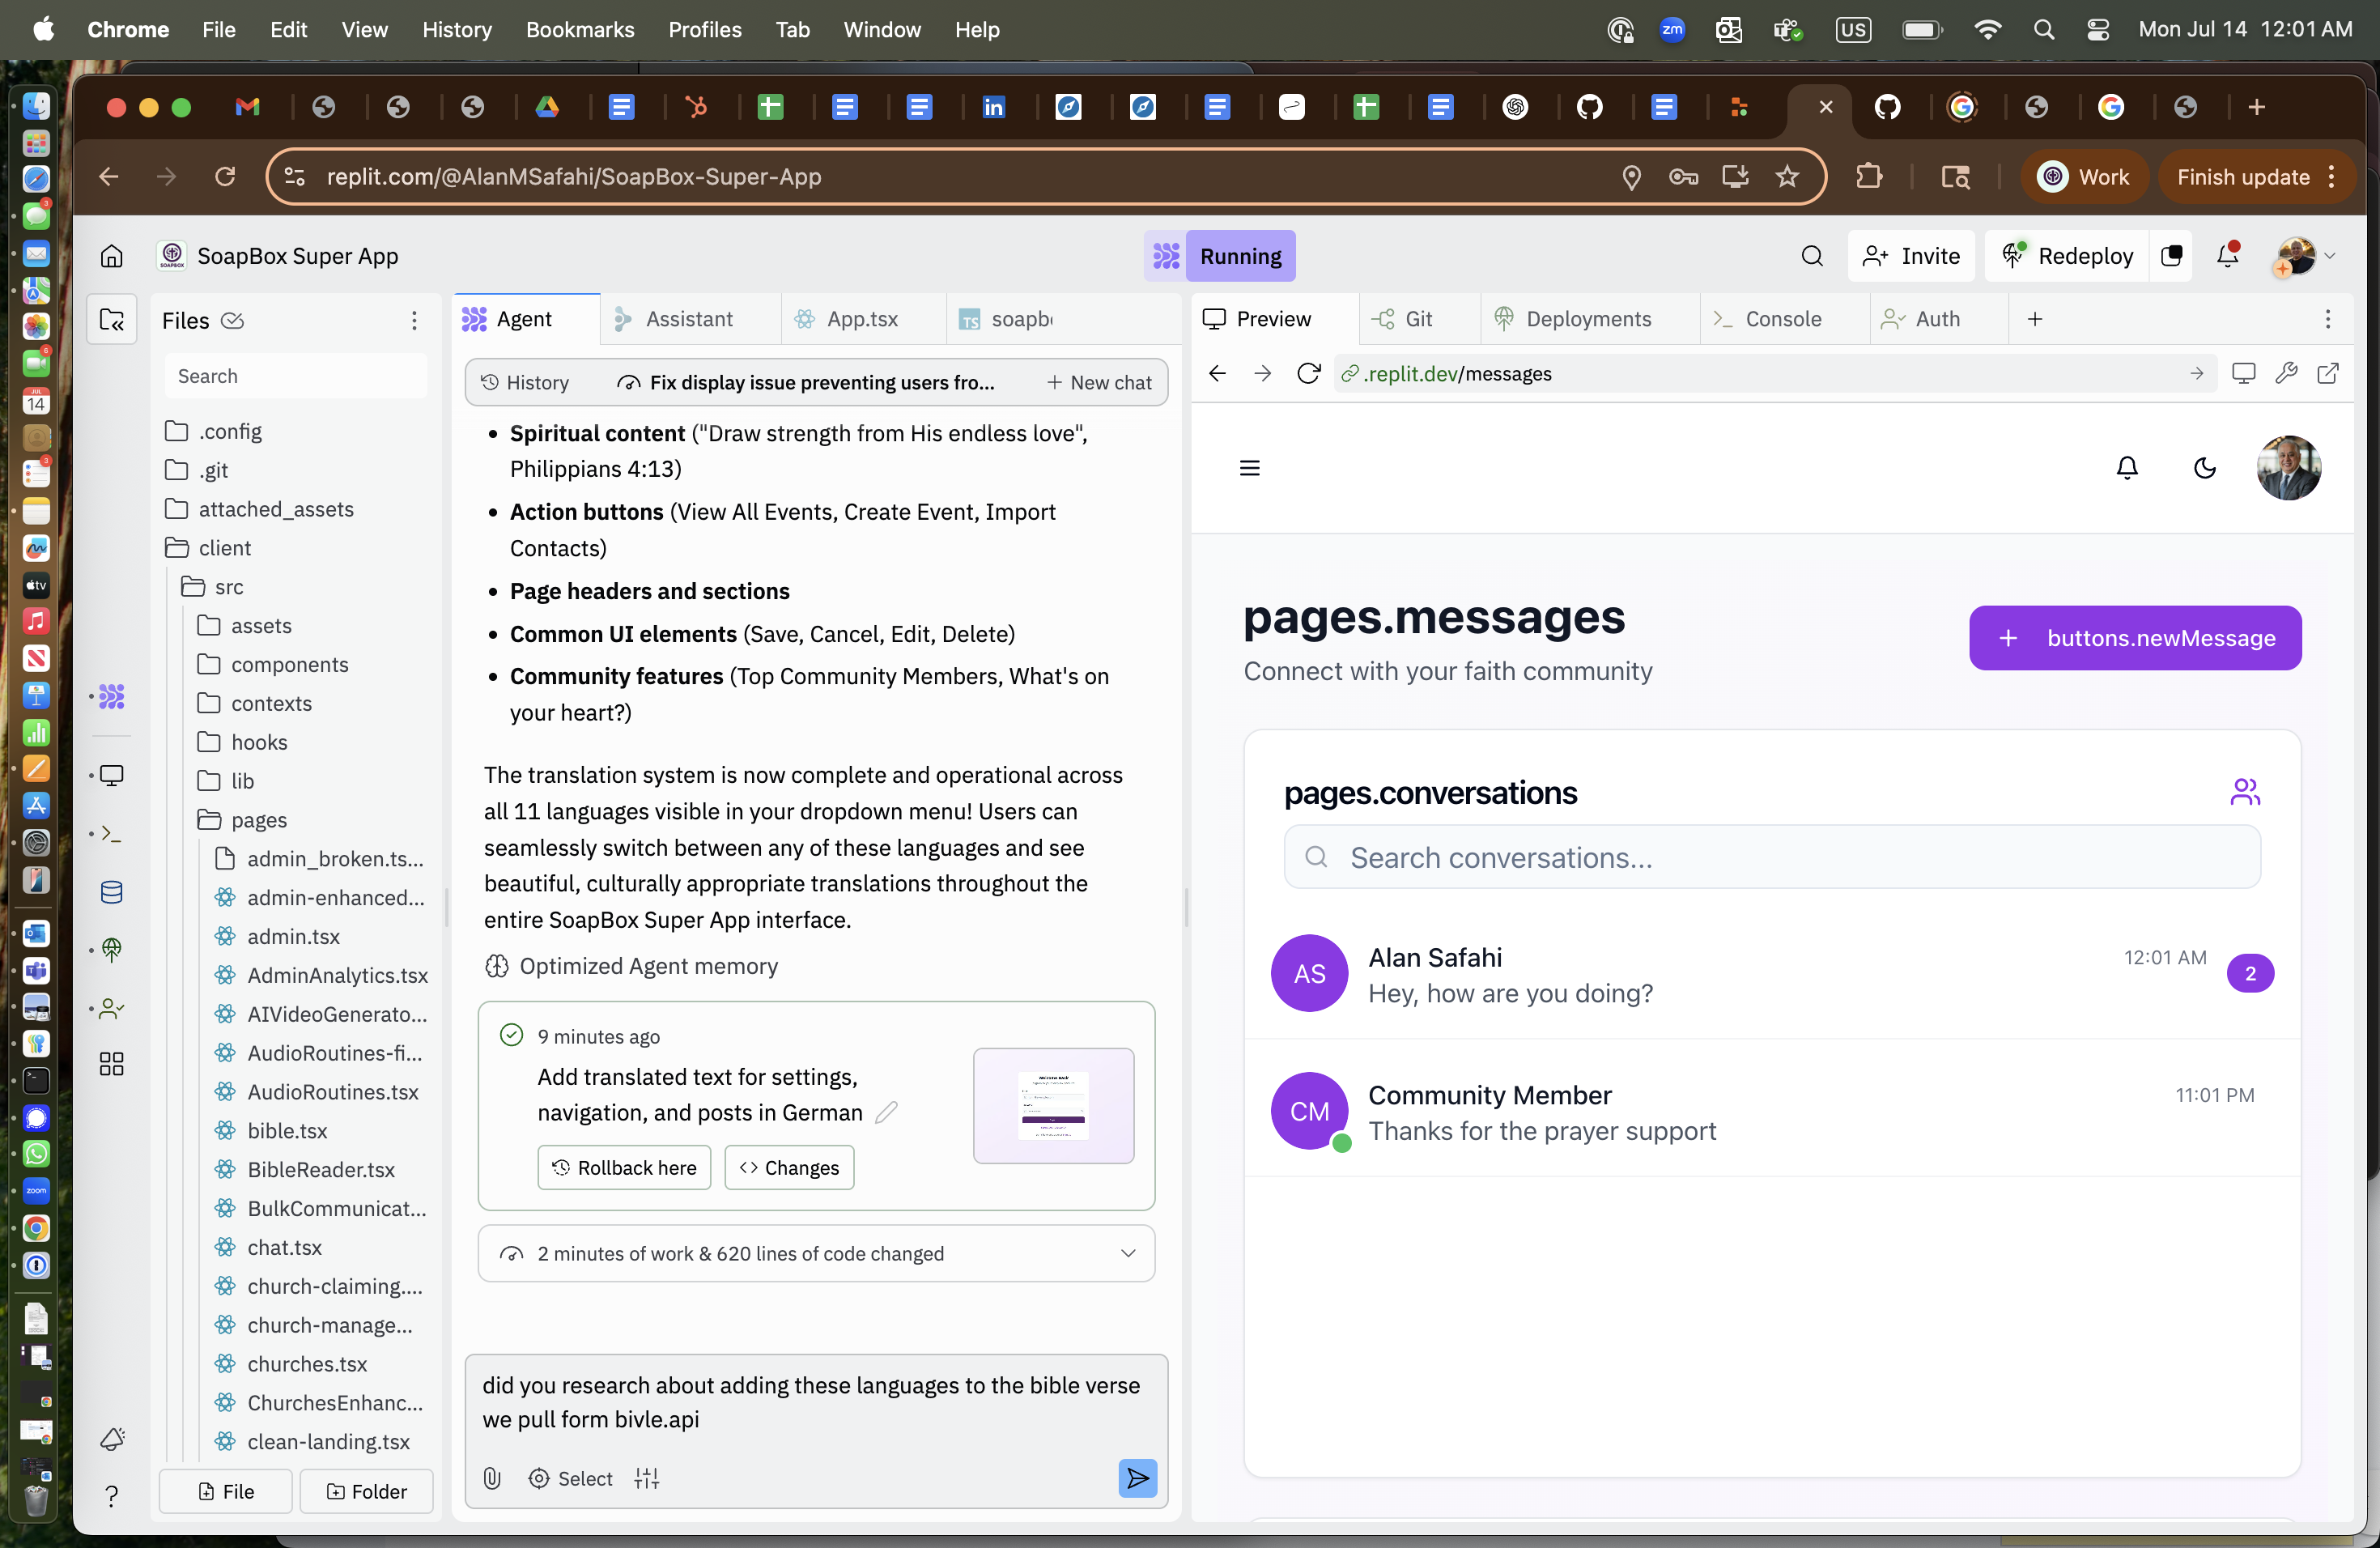 Chrome File Edit View History Bookmarks Profiles Tab Window Help
zm US Mon Jul 14 12:01 AM
replit.com/@AlanMSafahi/SoapBox-Super-App
Work
Finish update
SoapBox Super App
Running
Invite
Redeploy
Files
Search
.config
.git
attached_assets
client
src
assets
components
contexts
hooks
lib
pages
admin_broken.ts...
admin-enhanced...
admin.tsx
AdminAnalytics.tsx
AIVideoGenerato...
AudioRoutines-fi...
AudioRoutines.tsx
bible.tsx
BibleReader.tsx
BulkCommunicat...
chat.tsx
church-claiming....
church-manage...
churches.tsx
ChurchesEnhanc...
clean-landing.tsx
File
Folder
Agent
Assistant
App.tsx
TS soapb
History
Fix display issue preventing users fro...
New chat
• Spiritual content ("Draw strength from His endless love",
Philippians 4:13)
• Action buttons (View All Events, Create Event, Import
Contacts)
• Page headers and sections
• Common UI elements (Save, Cancel, Edit, Delete)
• Community features (Top Community Members, What's on
your heart?)
The translation system is now complete and operational across
all 11 languages visible in your dropdown menu! Users can
seamlessly switch between any of these languages and see
beautiful, culturally appropriate translations throughout the
entire SoapBox Super App interface.
Optimized Agent memory
9 minutes ago
Add translated text for settings,
navigation, and posts in German
Rollback here
Changes
2 minutes of work & 620 lines of code changed
did you research about adding these languages to the bible verse
we pull form bivle.api
Select
Preview
Git
Deployments
Console
Auth
.replit.dev/messages
pages.messages
Connect with your faith community
+ buttons.newMessage
pages.conversations
Search conversations...
AS
Alan Safahi
12:01 AM
Hey, how are you doing?
2
CM
Community Member
11:01 PM
Thanks for the prayer support
JUL
14
tv
zoom